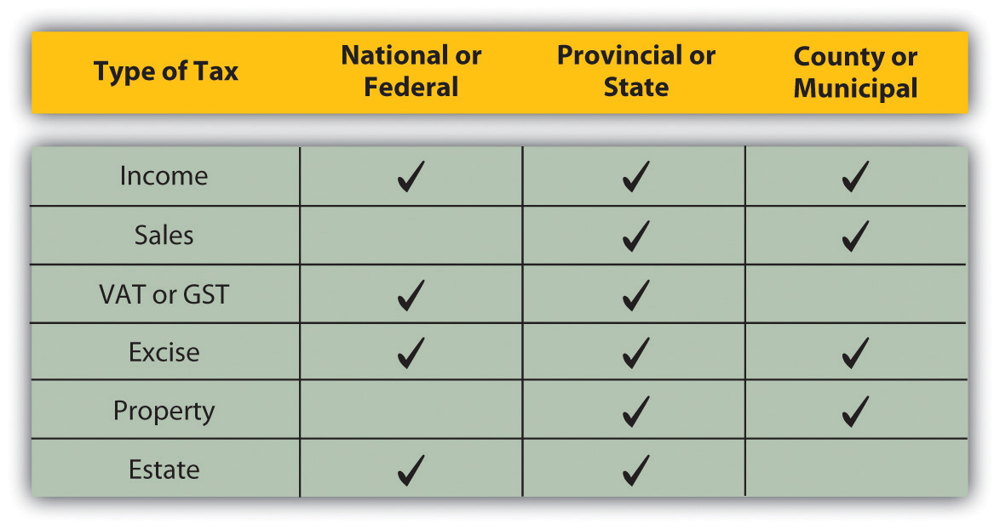 Type of Tax
National or
Federal
Provincial or
State
County or
Municipal
Income ✓ ✓ ✓
Sales ✓ ✓
VAT or GST ✓ ✓
Excise ✓ ✓ ✓
Property ✓ ✓
Estate ✓ ✓